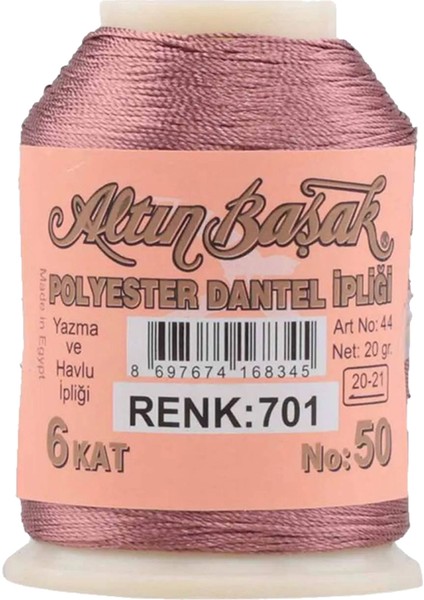 Altın Başak®
POLYESTER DANTEL İPLİĞİ
Made in Egypt
Yazma
ve
Havlu
İpliği
8 697674 168345
Art No: 44
Net: 20 gr.
20-21
RENK:701
6 KAT
No: 50